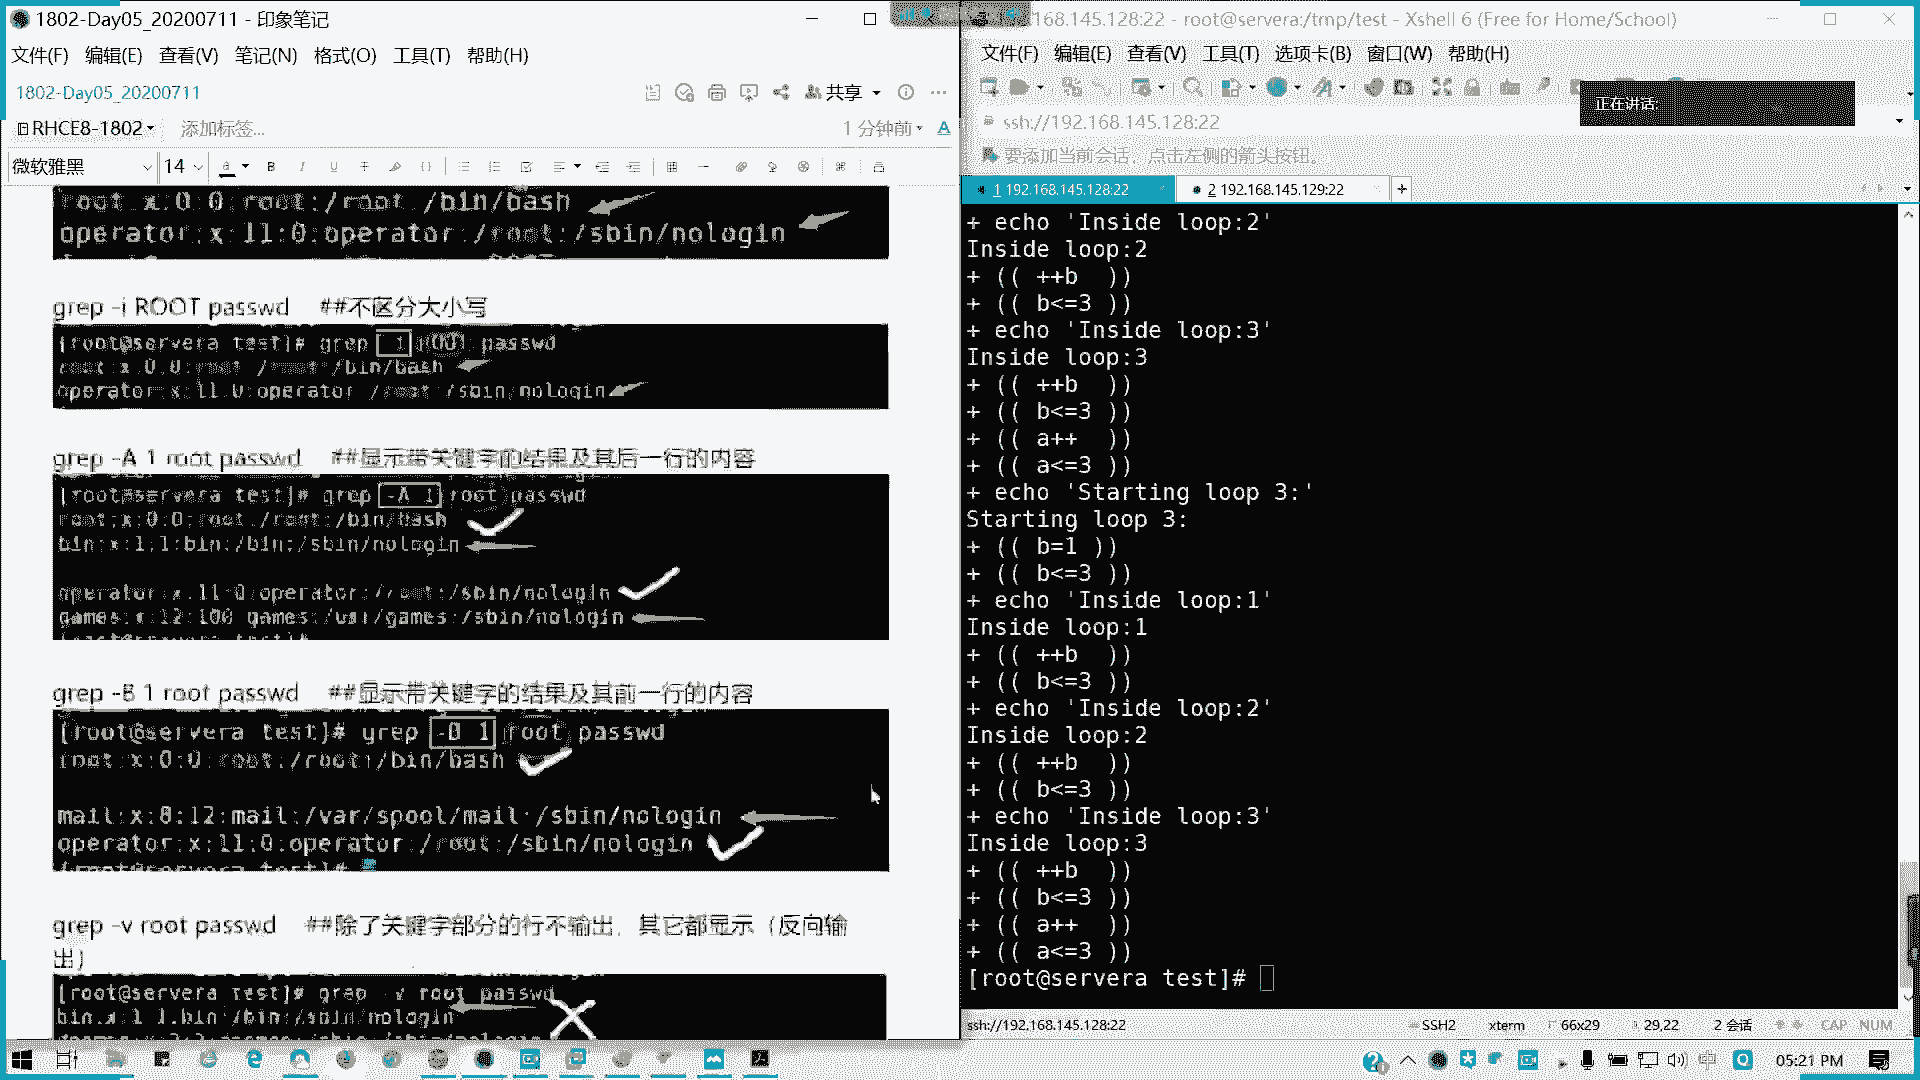 1802-Day05_20200711 - 印象笔记
文件(F) 编辑(E) 查看(V) 笔记(N) 格式(O) 工具(T) 帮助(H)
1802-Day05_20200711
共享
RHCE8-1802 添加标签...
1 分钟前
微软雅黑 14
root:x:0:0:root:/root:/bin/bash
operator:x:11:0:operator:/root:/sbin/nologin
grep -i ROOT passwd ##不区分大小写
[root@servera test]# grep passwd
root:x:0:0:root:/root:/bin/bash
operator:x:11:0:operator:/root:/sbin/nologin
grep -A 1 root passwd ##显示带关键字的结果及其后一行的内容
[root@servera test]# grep -A 1 root passwd
root:x:0:0:root:/root:/bin/bash
bin:x:1:1:bin:/bin:/sbin/nologin
operator:x:11:0:operator:/root:/sbin/nologin
games:x:12:100:games:/usr/games:/sbin/nologin
grep -B 1 root passwd ##显示带关键字的结果及其前一行的内容
[root@servera test]# grep -B 1 root passwd
root:x:0:0:root:/root:/bin/bash
mail:x:8:12:mail:/var/spool/mail:/sbin/nologin
operator:x:11:0:operator:/root:/sbin/nologin
[root@servera test]#
grep -v root passwd ##除了关键字部分的行不输出，其它都显示（反向输
出）
[root@servera test]# grep -v root passwd
bin:x:1:1:bin:/bin:/sbin/nologin
168.145.128:22 - root@servera:/tmp/test - Xshell 6 (Free for Home/School)
文件(F) 编辑(E) 查看(V) 工具(T) 选项卡(B) 窗口(W) 帮助(H)
正在讲话:
ssh://192.168.145.128:22
要添加当前会话，点击左侧的箭头按钮。
1 192.168.145.128:22 2 192.168.145.129:22
+ echo 'Inside loop:2'
Inside loop:2
+ (( ++b  ))
+ (( b<=3 ))
+ echo 'Inside loop:3'
Inside loop:3
+ (( ++b  ))
+ (( b<=3 ))
+ (( a++  ))
+ (( a<=3 ))
+ echo 'Starting loop 3:'
Starting loop 3:
+ (( b=1 ))
+ (( b<=3 ))
+ echo 'Inside loop:1'
Inside loop:1
+ (( ++b  ))
+ (( b<=3 ))
+ echo 'Inside loop:2'
Inside loop:2
+ (( ++b  ))
+ (( b<=3 ))
+ echo 'Inside loop:3'
Inside loop:3
+ (( ++b  ))
+ (( b<=3 ))
+ (( a++  ))
+ (( a<=3 ))
[root@servera test]#
ssh://192.168.145.128:22 SSH2 xterm 66x29 29,22 2 会话 CAP NUM
05:21 PM